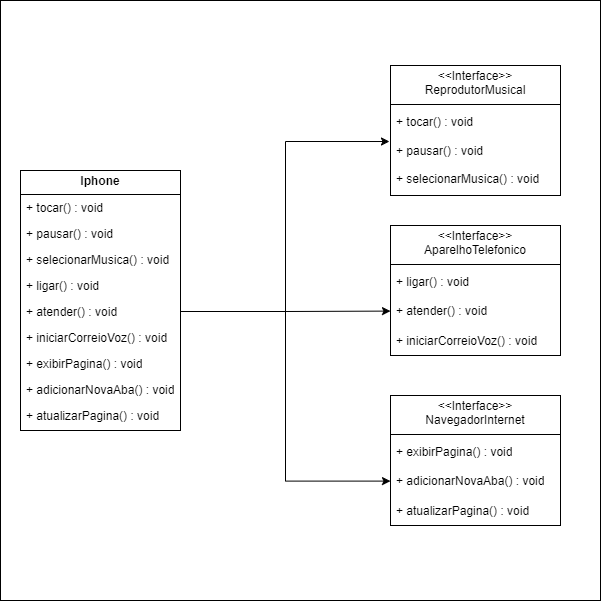 Iphone
+ tocar() : void
+ pausar() : void
+ selecionarMusica() : void
+ ligar() : void
+ atender() : void
+ iniciarCorreioVoz() : void
+ exibirPagina() : void
+ adicionarNovaAba() : void
+ atualizarPagina() : void
<<Interface>>
ReprodutorMusical
+ tocar() : void
+ pausar() : void
+ selecionarMusica() : void
<<Interface>>
AparelhoTelefonico
+ ligar() : void
+ atender() : void
+ iniciarCorreioVoz() : void
<<Interface>>
NavegadorInternet
+ exibirPagina() : void
+ adicionarNovaAba() : void
+ atualizarPagina() : void